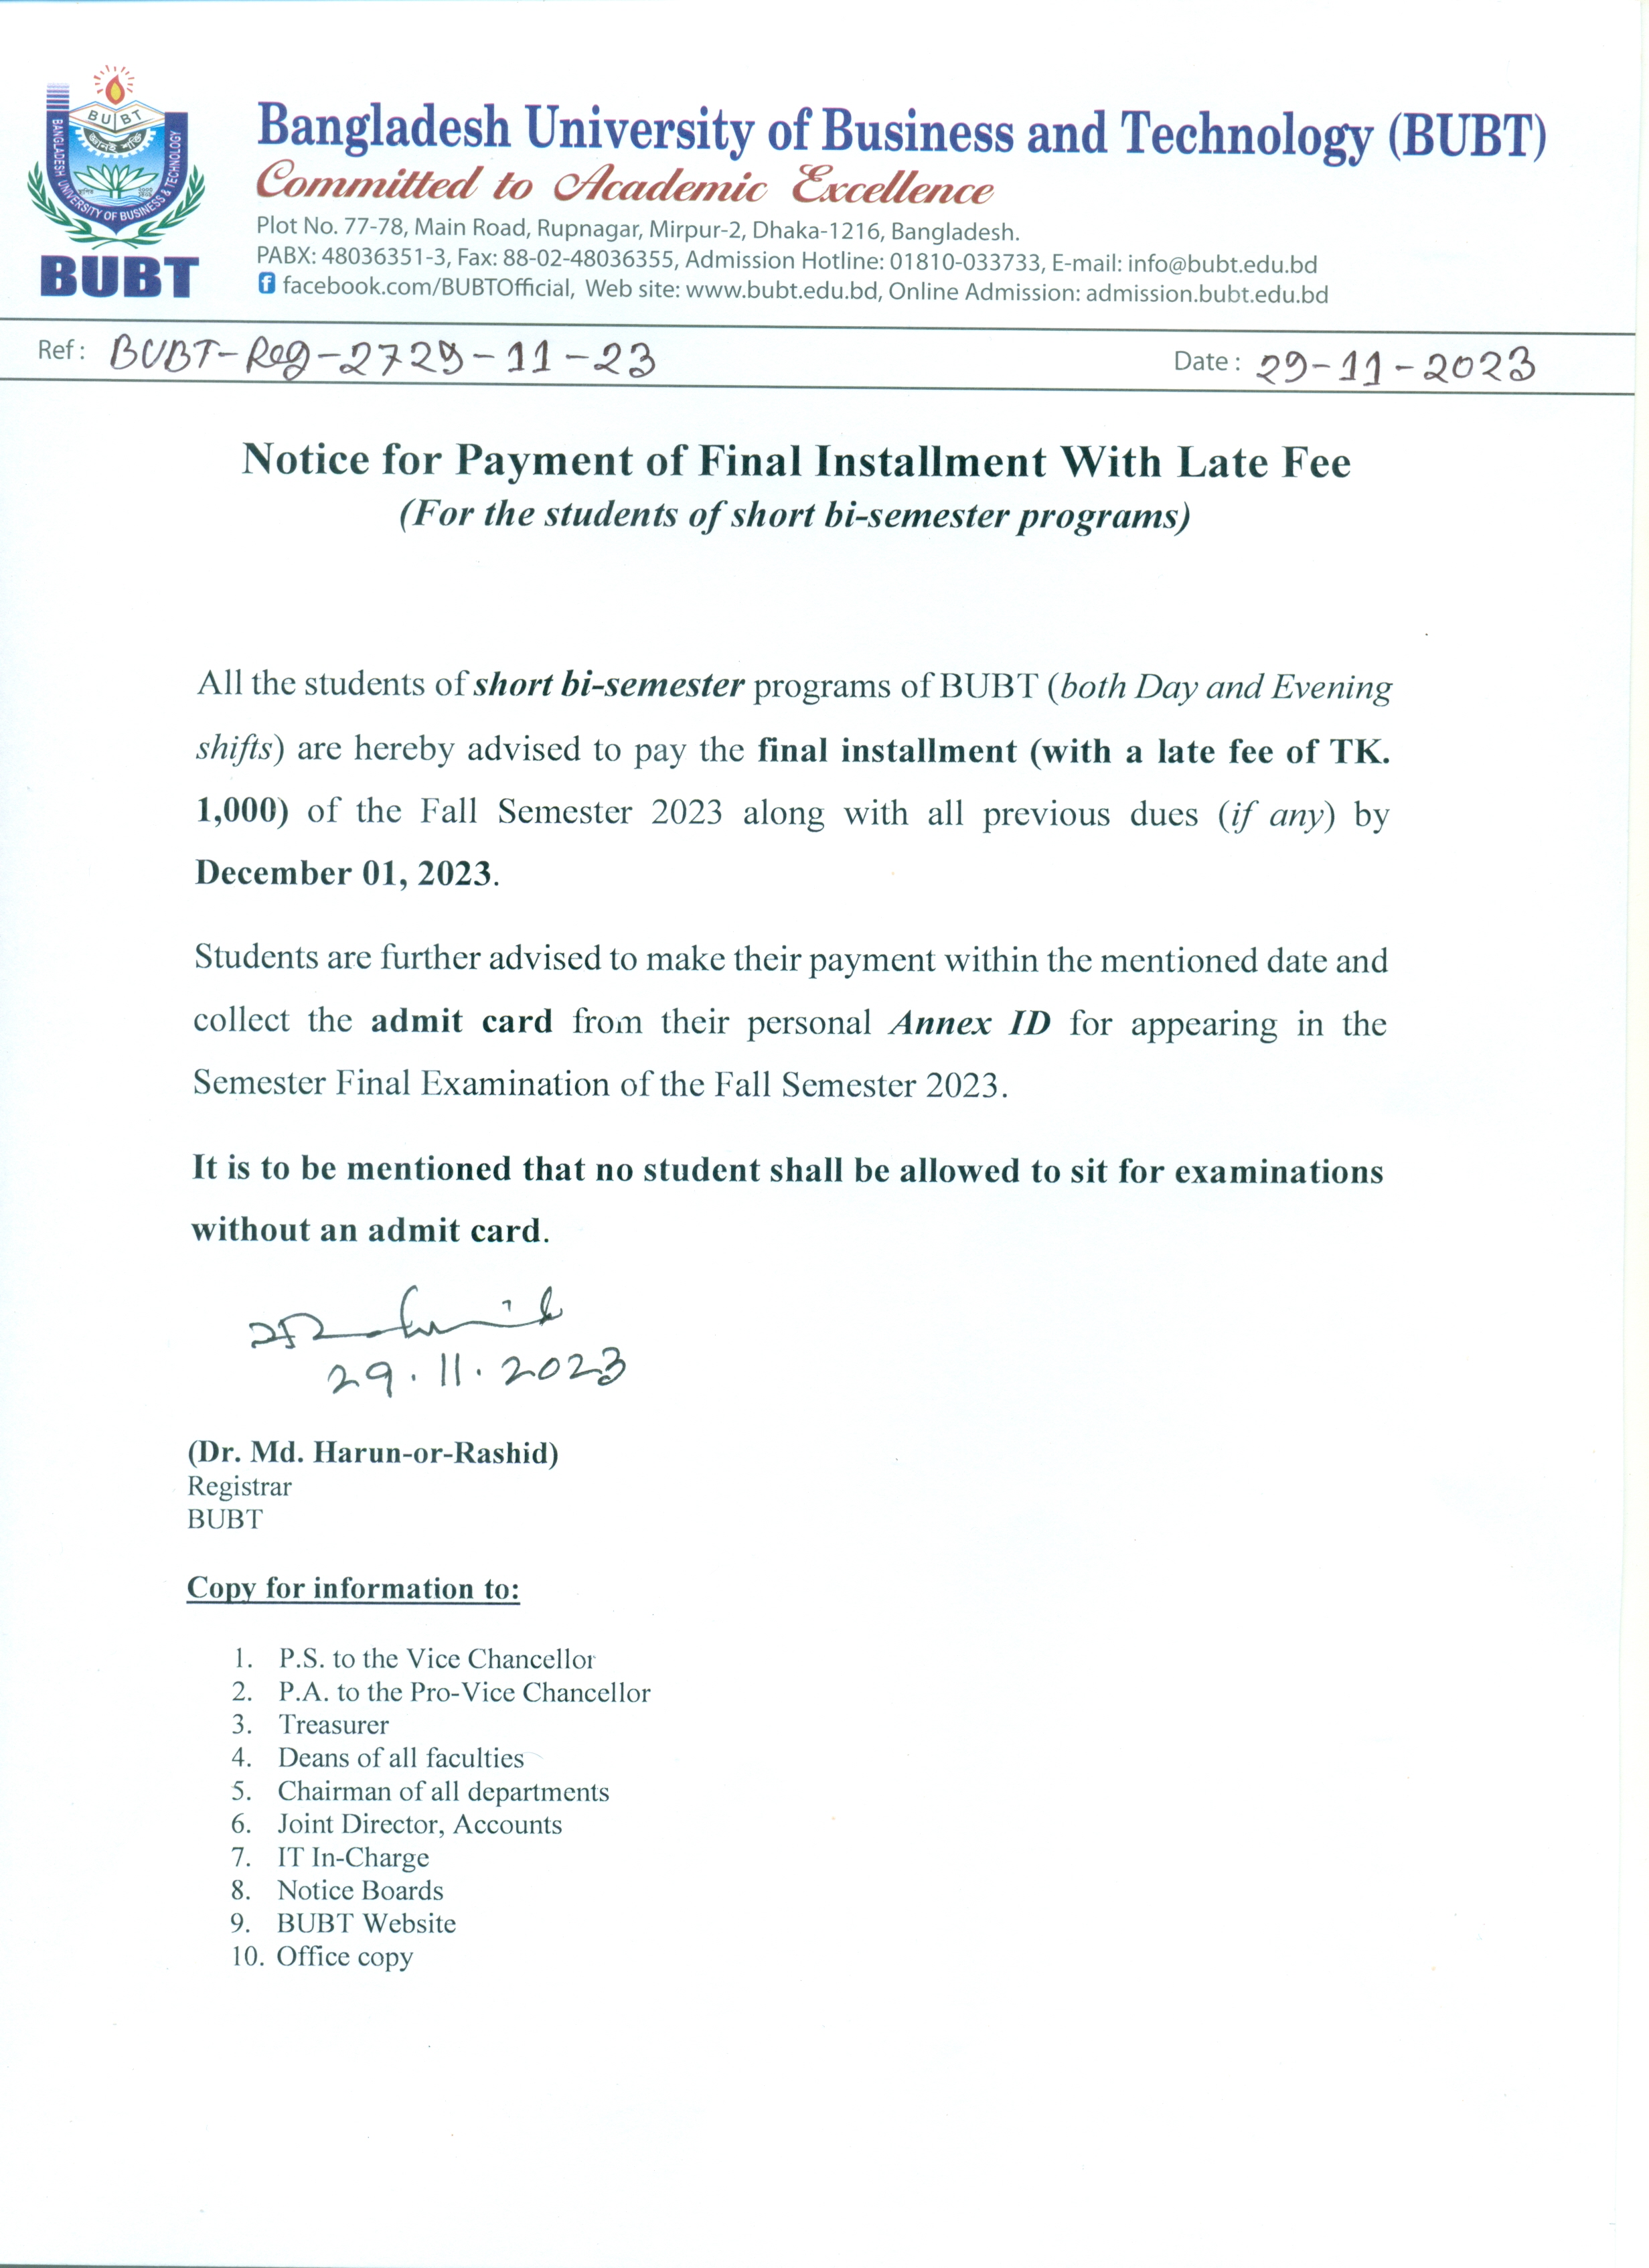 BUBT
জ্ঞানই শক্তি
BANGLADESH UNIVERSITY OF BUSINESS & TECHNOLOGY
BUBT
Bangladesh University of Business and Technology (BUBT)
Committed to Academic Excellence
Plot No. 77-78, Main Road, Rupnagar, Mirpur-2, Dhaka-1216, Bangladesh.
PABX: 48036351-3, Fax: 88-02-48036355, Admission Hotline: 01810-033733, E-mail: info@bubt.edu.bd
f facebook.com/BUBTOfficial, Web site: www.bubt.edu.bd, Online Admission: admission.bubt.edu.bd
Ref: BUBT-Reg-2729-11-23 Date: 29-11-2023
Notice for Payment of Final Installment With Late Fee
(For the students of short bi-semester programs)
All the students of short bi-semester programs of BUBT (both Day and Evening
shifts) are hereby advised to pay the final installment (with a late fee of TK.
1,000) of the Fall Semester 2023 along with all previous dues (if any) by
December 01, 2023.
Students are further advised to make their payment within the mentioned date and
collect the admit card from their personal Annex ID for appearing in the
Semester Final Examination of the Fall Semester 2023.
It is to be mentioned that no student shall be allowed to sit for examinations
without an admit card.
29.11.2023
(Dr. Md. Harun-or-Rashid)
Registrar
BUBT
Copy for information to:
1. P.S. to the Vice Chancellor
2. P.A. to the Pro-Vice Chancellor
3. Treasurer
4. Deans of all faculties
5. Chairman of all departments
6. Joint Director, Accounts
7. IT In-Charge
8. Notice Boards
9. BUBT Website
10. Office copy